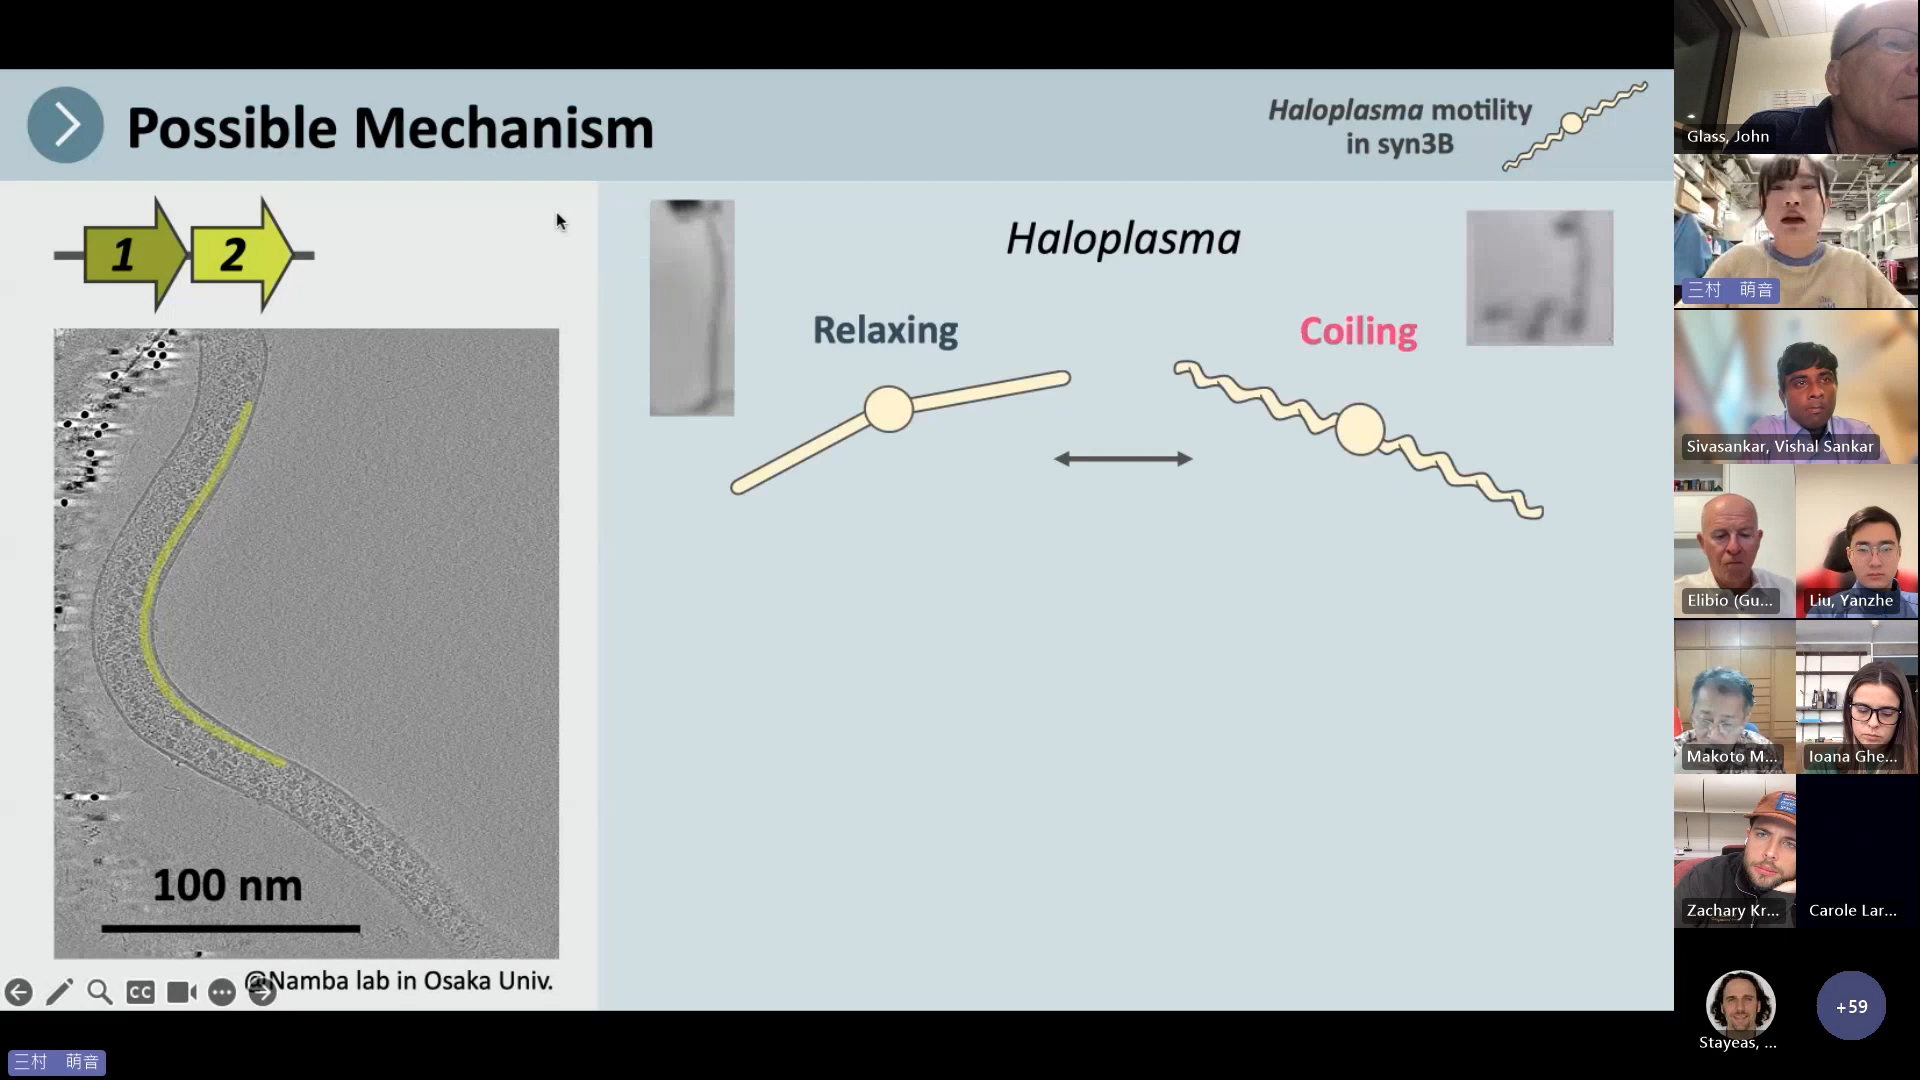 Possible Mechanism
Haloplasma motility
in syn3B
1 2
Haloplasma
Relaxing
Coiling
100 nm
@Namba lab in Osaka Univ.
CC
三村 萌音
Glass, John
三村 萌音
Sivasankar, Vishal Sankar
Elibio (Gu...
Liu, Yanzhe
Makoto M...
Ioana Ghe...
Zachary Kr...
Carole Lar...
Stayeas, ...
+59